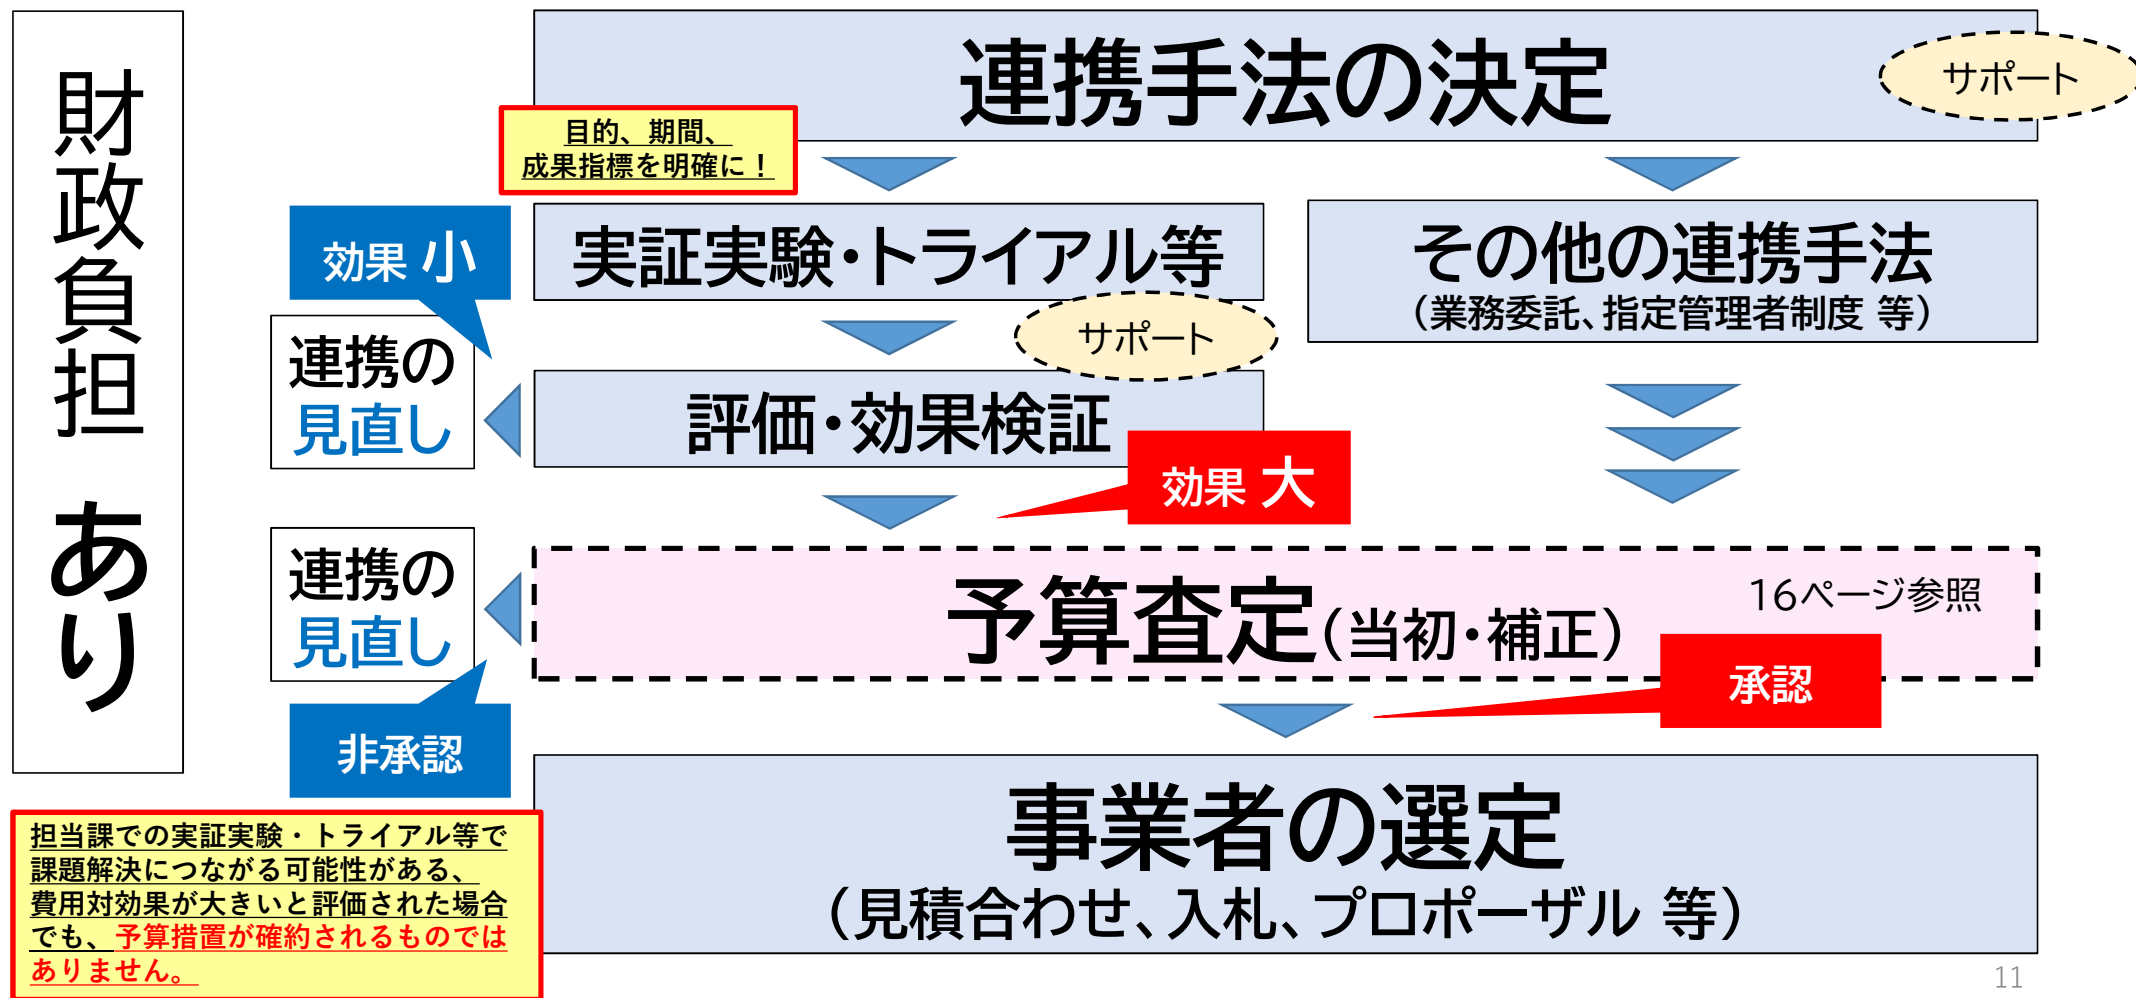 財政負担 あり
連携手法の決定
サポート
目的、期間、
成果指標を明確に！
効果 小
実証実験・トライアル等
その他の連携手法
（業務委託、指定管理者制度 等）
サポート
連携の
見直し
評価・効果検証
効果 大
連携の
見直し
予算査定（当初・補正）
16ページ参照
承認
非承認
事業者の選定
（見積合わせ、入札、プロポーザル 等）
担当課での実証実験・トライアル等で
課題解決につながる可能性がある、
費用対効果が大きいと評価された場合
でも、予算措置が確約されるものでは
ありません。
11